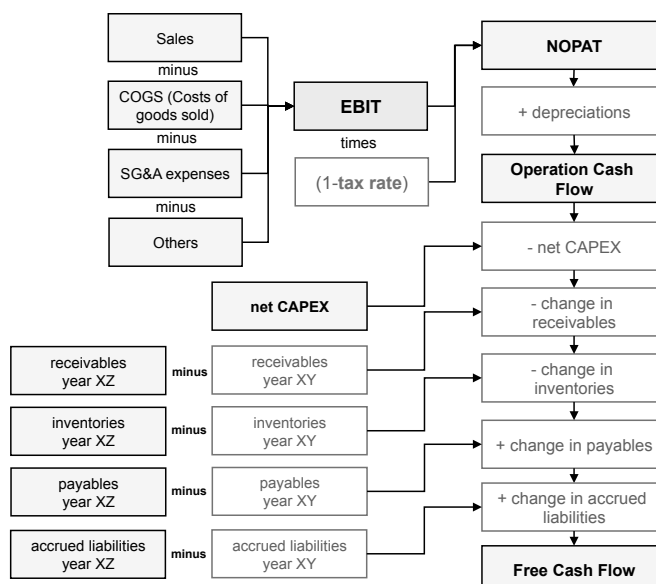 Sales
minus
COGS (Costs of
goods sold)
minus
SG&A expenses
minus
Others
EBIT
times
(1-tax rate)
NOPAT
+ depreciations
Operation Cash
Flow
- net CAPEX
net CAPEX
- change in
receivables
receivables
year XZ
minus
receivables
year XY
- change in
inventories
inventories
year XZ
minus
inventories
year XY
+ change in payables
payables
year XZ
minus
payables
year XY
+ change in accrued
liabilities
accrued liabilities
year XZ
minus
accrued liabilities
year XY
Free Cash Flow